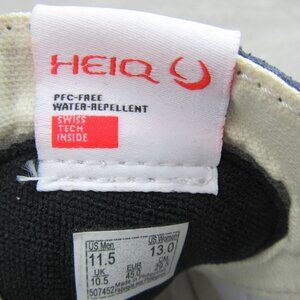 HEIQ
PFC-FREE
WATER-REPELLENT
SWISS
TECH
INSIDE
US Men US Women
11.5 13.0
UK EUR
10.5
507452